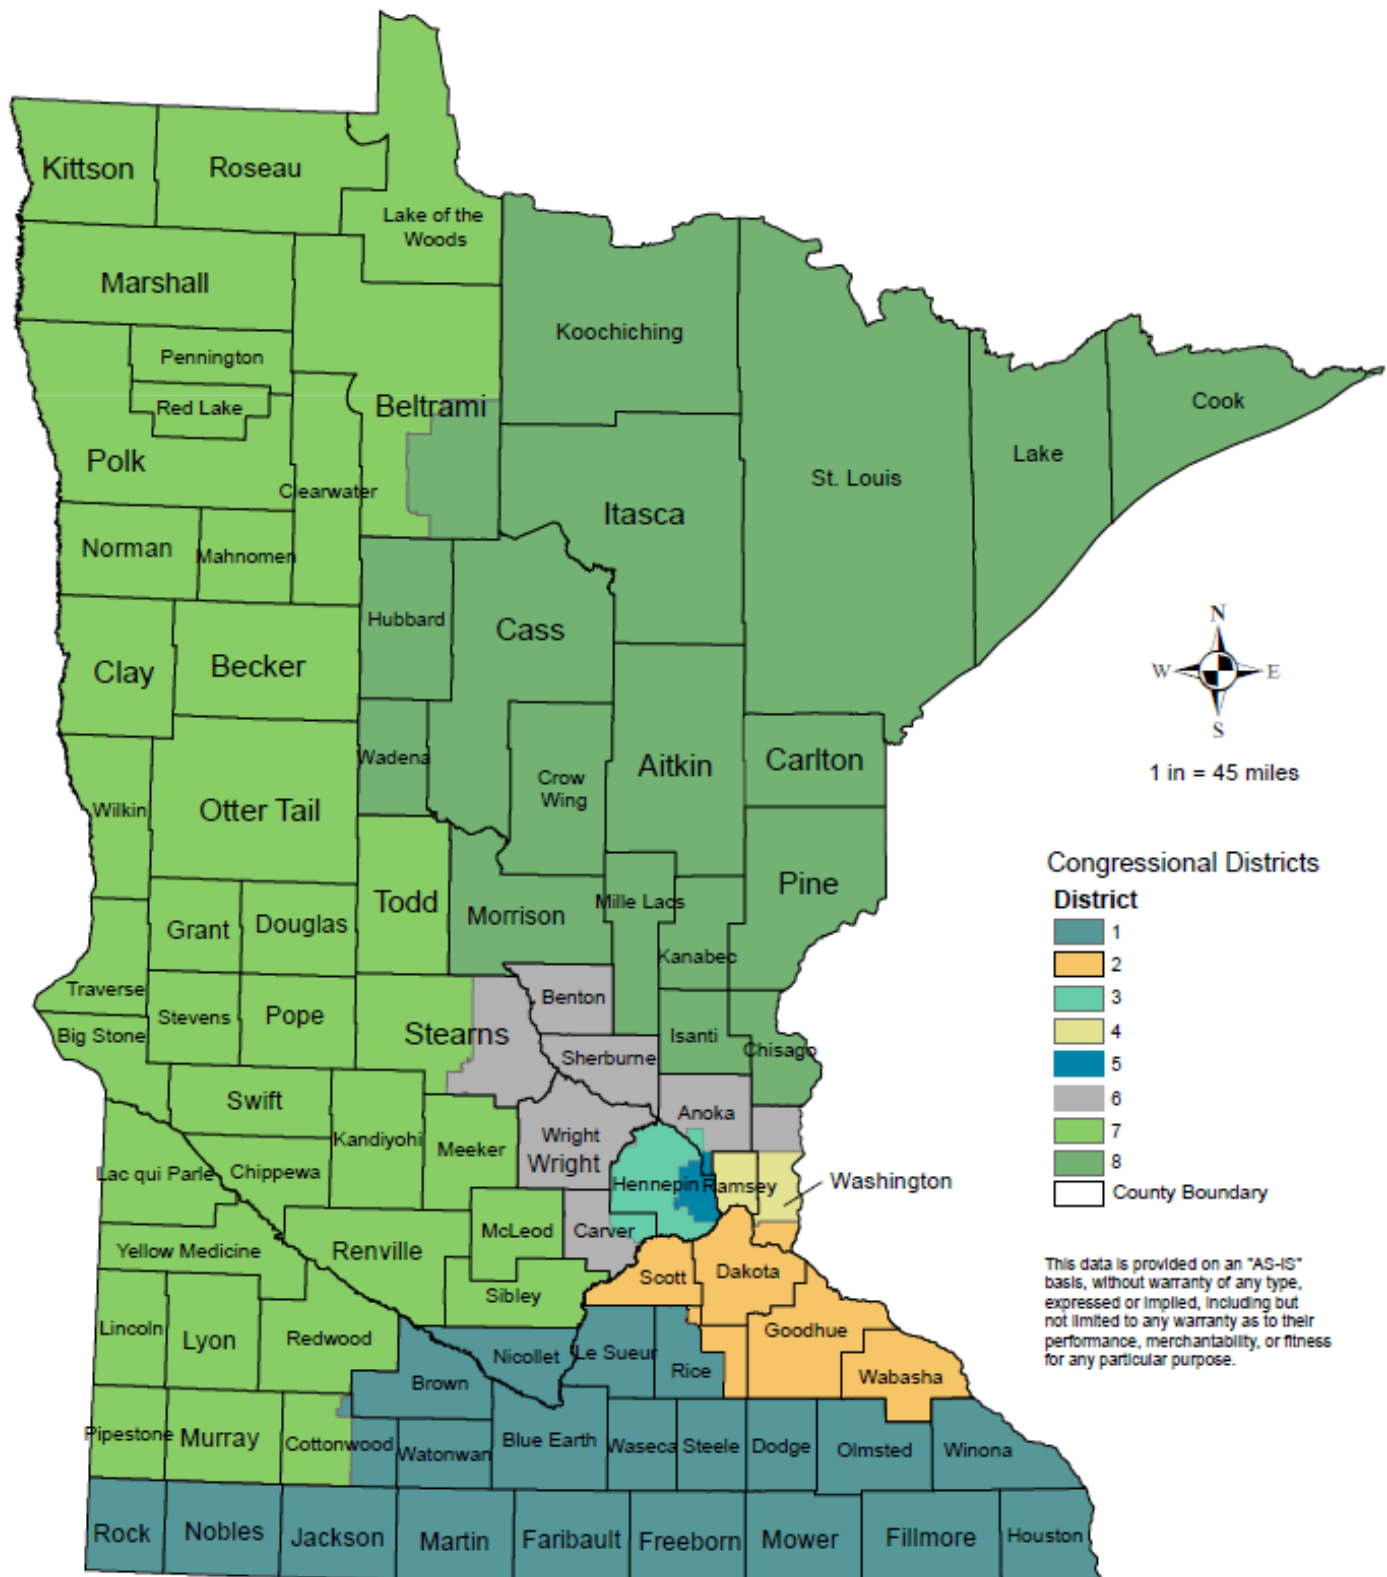 Kittson
Roseau
Lake of the
Woods
Marshall
Koochiching
Pennington
Red Lake
Beltrami
Cook
Polk
Lake
St. Louis
Clearwater
Itasca
Norman
Mahnomen
Hubbard
Cass
N
W
E
S
Clay
Becker
Wadena
Aitkin
Carlton
1 in = 45 miles
Crow
Wing
Wilkin
Otter Tail
Congressional Districts
District
1
2
3
4
5
6
7
8
County Boundary
Pine
Todd
Mille Lacs
Morrison
Grant
Douglas
Kanabec
Traverse
Benton
Stevens
Pope
Stearns
Big Stone
Isanti
Chisago
Sherburne
Swift
Anoka
Kandiyohi
Wright
Wright
Meeker
Lac qui Parle
Chippewa
Hennepin
Ramsey
Washington
McLeod
Carver
Yellow Medicine
Renville
Scott
Dakota
Sibley
Lincoln
Lyon
Redwood
Goodhue
Nicollet
Le Sueur
Rice
Brown
Wabasha
This data is provided on an "AS-IS"
basis, without warranty of any type,
expressed or implied, including but
not limited to any warranty as to their
performance, merchantability, or fitness
for any particular purpose.
Pipestone
Murray
Cottonwood
Watonwan
Blue Earth
Waseca
Steele
Dodge
Olmsted
Winona
Rock
Nobles
Jackson
Martin
Faribault
Freeborn
Mower
Fillmore
Houston